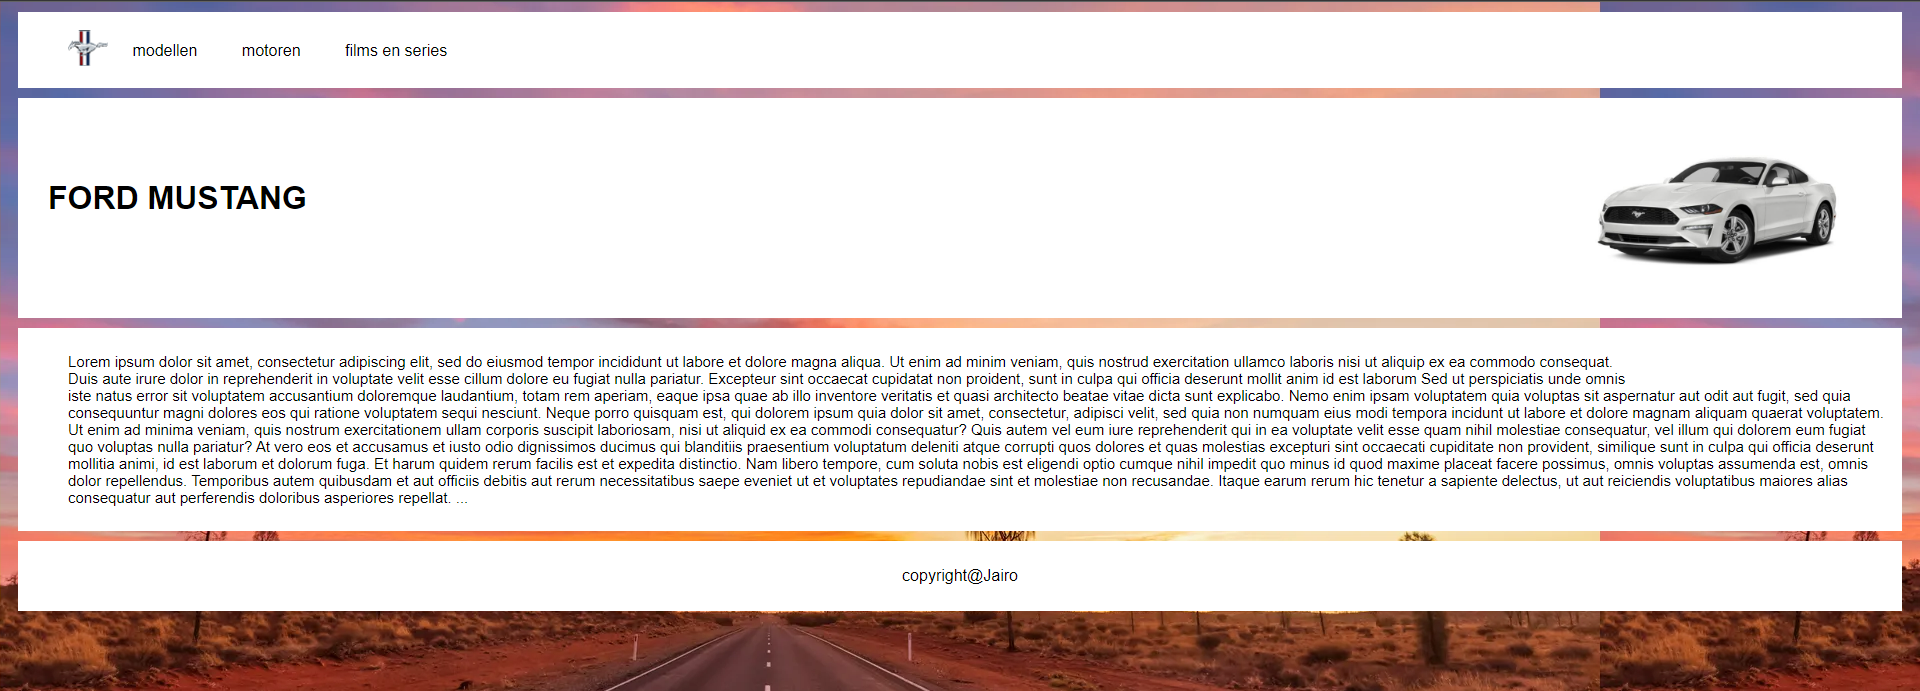 modellen motoren films en series
FORD MUSTANG
Lorem ipsum dolor sit amet, consectetur adipiscing elit, sed do eiusmod tempor incididunt ut labore et dolore magna aliqua. Ut enim ad minim veniam, quis nostrud exercitation ullamco laboris nisi ut aliquip ex ea commodo consequat.
Duis aute irure dolor in reprehenderit in voluptate velit esse cillum dolore eu fugiat nulla pariatur. Excepteur sint occaecat cupidatat non proident, sunt in culpa qui officia deserunt mollit anim id est laborum Sed ut perspiciatis unde omnis
iste natus error sit voluptatem accusantium doloremque laudantium, totam rem aperiam, eaque ipsa quae ab illo inventore veritatis et quasi architecto beatae vitae dicta sunt explicabo. Nemo enim ipsam voluptatem quia voluptas sit aspernatur aut odit aut fugit, sed quia
consequuntur magni dolores eos qui ratione voluptatem sequi nesciunt. Neque porro quisquam est, qui dolorem ipsum quia dolor sit amet, consectetur, adipisci velit, sed quia non numquam eius modi tempora incidunt ut labore et dolore magnam aliquam quaerat voluptatem.
Ut enim ad minima veniam, quis nostrum exercitationem ullam corporis suscipit laboriosam, nisi ut aliquid ex ea commodi consequatur? Quis autem vel eum iure reprehenderit qui in ea voluptate velit esse quam nihil molestiae consequatur, vel illum qui dolorem eum fugiat
quo voluptas nulla pariatur? At vero eos et accusamus et iusto odio dignissimos ducimus qui blanditiis praesentium voluptatum deleniti atque corrupti quos dolores et quas molestias excepturi sint occaecati cupiditate non provident, similique sunt in culpa qui officia deserunt
mollitia animi, id est laborum et dolorum fuga. Et harum quidem rerum facilis est et expedita distinctio. Nam libero tempore, cum soluta nobis est eligendi optio cumque nihil impedit quo minus id quod maxime placeat facere possimus, omnis voluptas assumenda est, omnis
dolor repellendus. Temporibus autem quibusdam et aut officiis debitis aut rerum necessitatibus saepe eveniet ut et voluptates repudiandae sint et molestiae non recusandae. Itaque earum rerum hic tenetur a sapiente delectus, ut aut reiciendis voluptatibus maiores alias
consequatur aut perferendis doloribus asperiores repellat. ...
copyright@Jairo